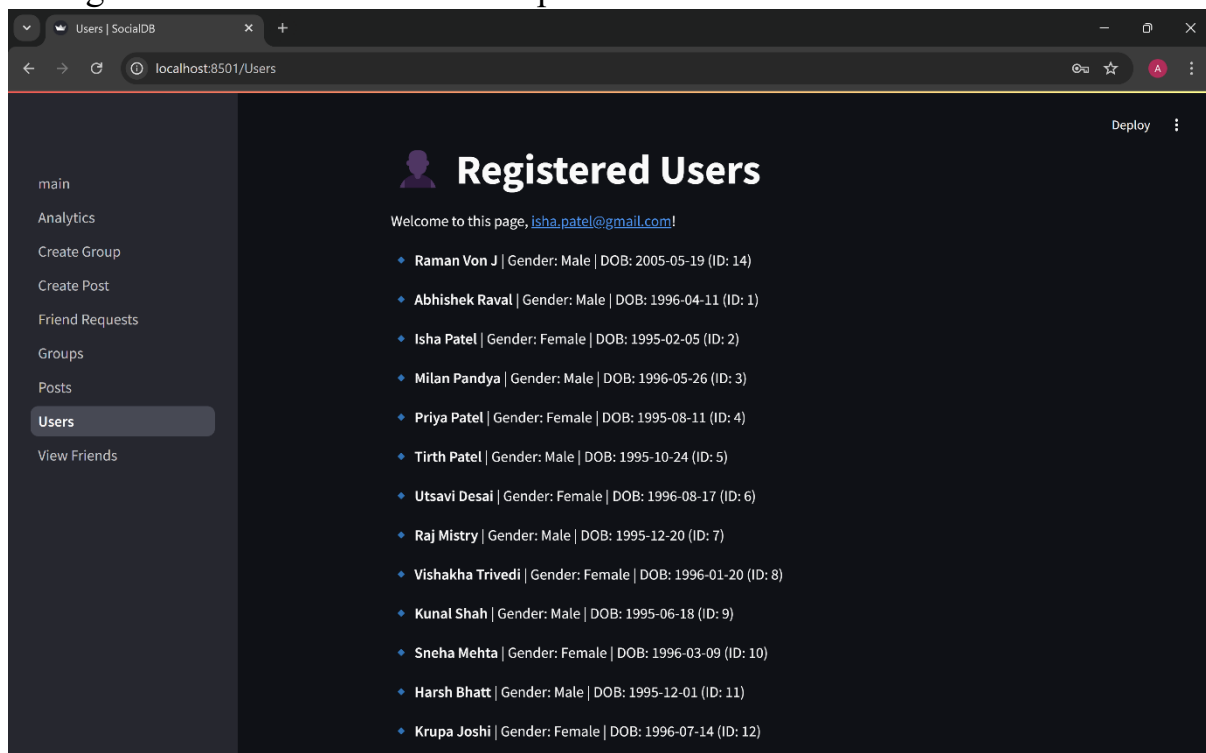 Users | SocialDB
localhost:8501/Users
A
Deploy
main
Analytics
Create Group
Create Post
Friend Requests
Groups
Posts
Users
View Friends
Registered Users
Welcome to this page, isha.patel@gmail.com!
Raman Von J | Gender: Male | DOB: 2005-05-19 (ID: 14)
Abhishek Raval | Gender: Male | DOB: 1996-04-11 (ID: 1)
Isha Patel | Gender: Female | DOB: 1995-02-05 (ID: 2)
Milan Pandya | Gender: Male | DOB: 1996-05-26 (ID: 3)
Priya Patel | Gender: Female | DOB: 1995-08-11 (ID: 4)
Tirth Patel | Gender: Male | DOB: 1995-10-24 (ID: 5)
Utsavi Desai | Gender: Female | DOB: 1996-08-17 (ID: 6)
Raj Mistry | Gender: Male | DOB: 1995-12-20 (ID: 7)
Vishakha Trivedi | Gender: Female | DOB: 1996-01-20 (ID: 8)
Kunal Shah | Gender: Male | DOB: 1995-06-18 (ID: 9)
Sneha Mehta | Gender: Female | DOB: 1996-03-09 (ID: 10)
Harsh Bhatt | Gender: Male | DOB: 1995-12-01 (ID: 11)
Krupa Joshi | Gender: Female | DOB: 1996-07-14 (ID: 12)